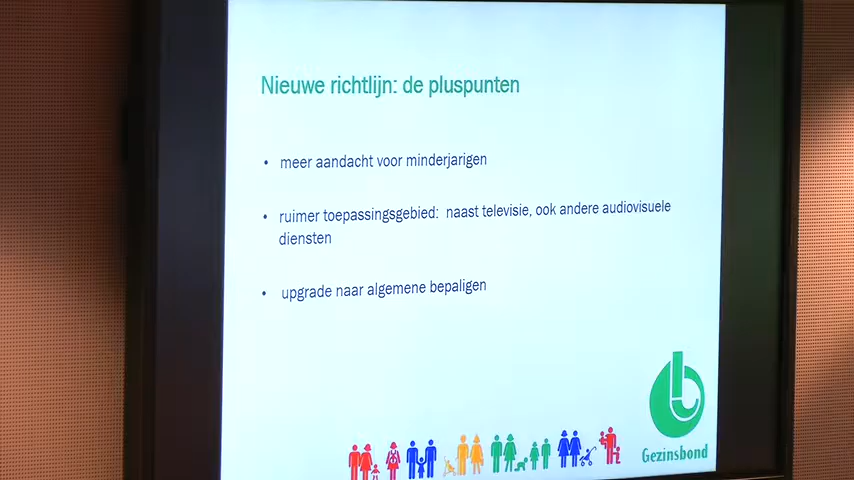 Nieuwe richtlijn: de pluspunten
• meer aandacht voor minderjarigen
• ruimer toepassingsgebied: naast televisie, ook andere audiovisuele
diensten
• upgrade naar algemene bepaligen
Gezinsbond